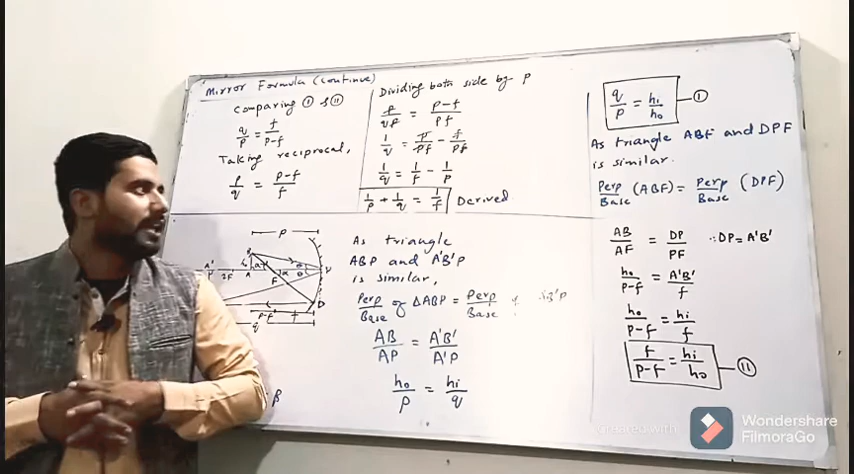 Mirror Formula (continue)
Comparing ① & ⑪
q/p = f/p-f
Taking reciprocal,
p/q = p-f/f
Dividing both side by p
p/qp = p-f/pf
1/q = p/pf - f/pf
1/q = 1/f - 1/p
1/p + 1/q = 1/f Derived
p
A'
2F
A
F
D
p-f
f
q
β
As triangle
ABP and A'B'P
is similar,
Perp/Base of ΔABP = Perp/Base
AB/AP = A'B'/A'P
ho/p = hi/q
q/p = hi/ho ①
As triangle ABF and DPF
is similar.
Perp/Base (ABF) = Perp/Base (DPF)
AB/AF = DP/PF ∴DP = A'B'
ho/p-f = A'B'/f
ho/p-f = hi/f
f/p-f = hi/ho ⑪
Created with
Wondershare
FilmoraGo